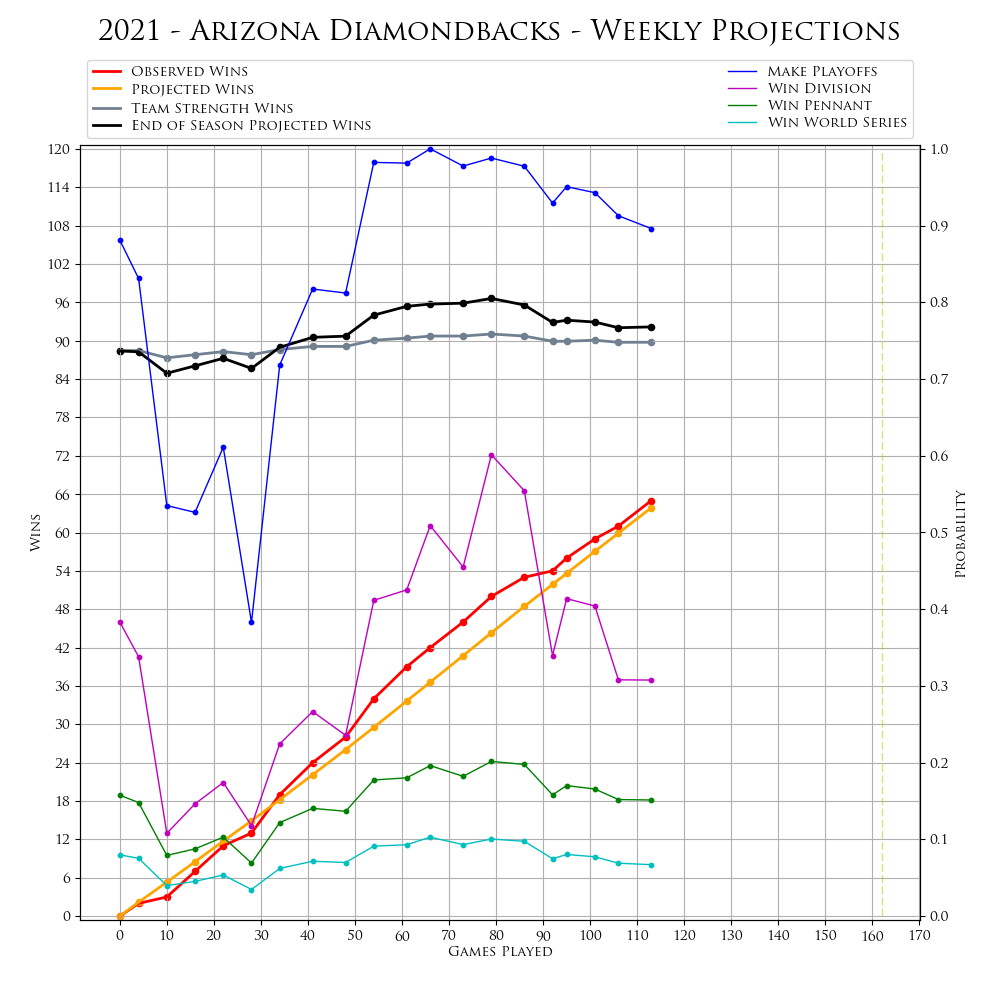 2021 - Arizona Diamondbacks - Weekly Projections
Observed Wins
Projected Wins
Team Strength Wins
End of Season Projected Wins
Make Playoffs
Win Division
Win Pennant
Win World Series
120
114
108
102
96
90
84
78
72
66
60
54
48
42
36
30
24
18
12
6
0
Wins
1.0
0.9
0.8
0.7
0.6
0.5
0.4
0.3
0.2
0.1
0.0
Probability
0 10 20 30 40 50 60 70 80 90 100 110 120 130 140 150 160 170
Games Played